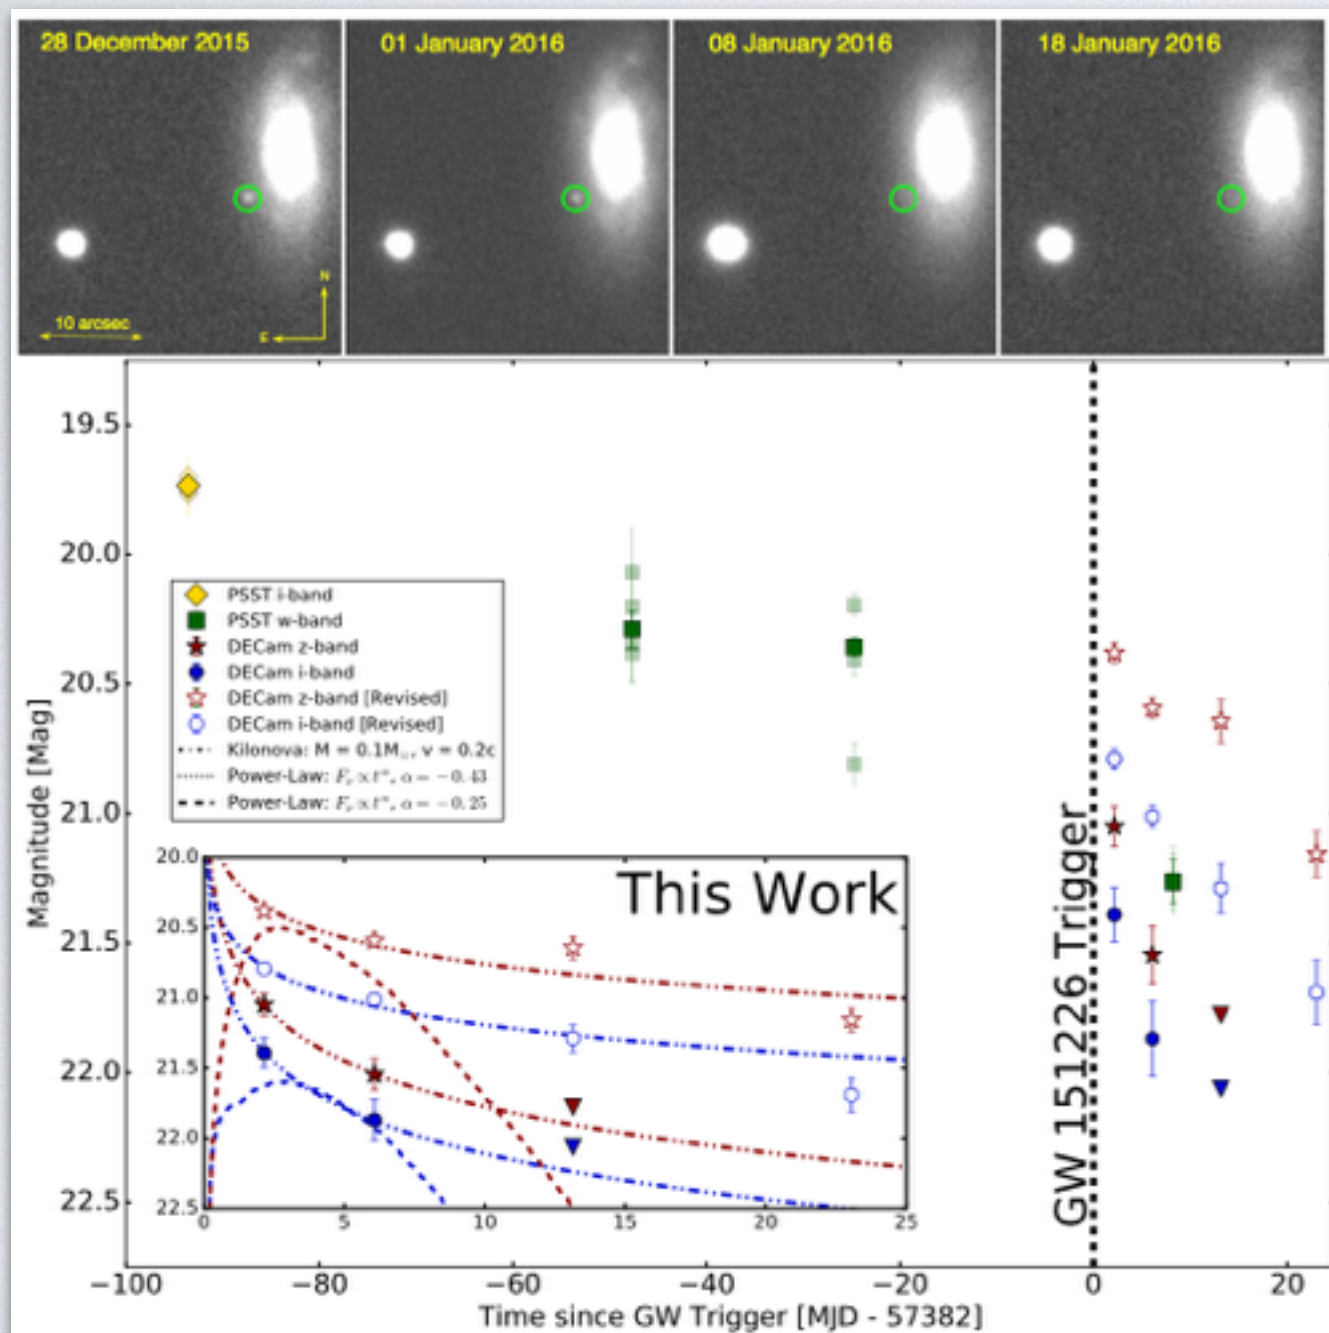 28 December 2015
01 January 2016
08 January 2016
18 January 2016
10 arcsec
N
E
19.5
20.0
20.5
21.0
21.5
22.0
22.5
Magnitude [Mag]
PSST i-band
PSST w-band
DECam z-band
DECam i-band
DECam z-band [Revised]
DECam i-band [Revised]
Kilonova: M = 0.1M☉, v = 0.2c
Power-Law: Fν ∝ tα, α = −0.43
Power-Law: Fν ∝ tα, α = −0.25
This Work
20.0
20.5
21.0
21.5
22.0
22.5
0 5 10 15 20 25
GW 151226 Trigger
−100 −80 −60 −40 −20 0 20
Time since GW Trigger [MJD - 57382]